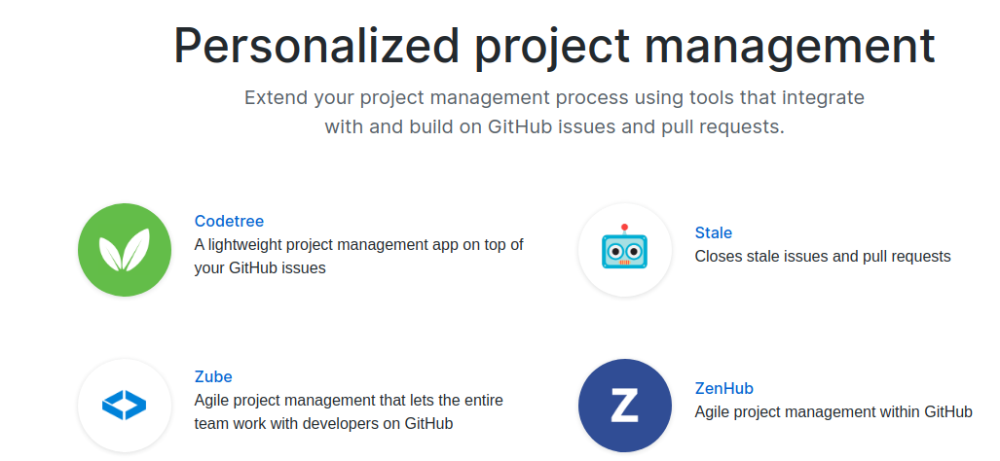 Personalized project management
Extend your project management process using tools that integrate
with and build on GitHub issues and pull requests.
Codetree
A lightweight project management app on top of
your GitHub issues
Stale
Closes stale issues and pull requests
Zube
Agile project management that lets the entire
team work with developers on GitHub
Z
ZenHub
Agile project management within GitHub